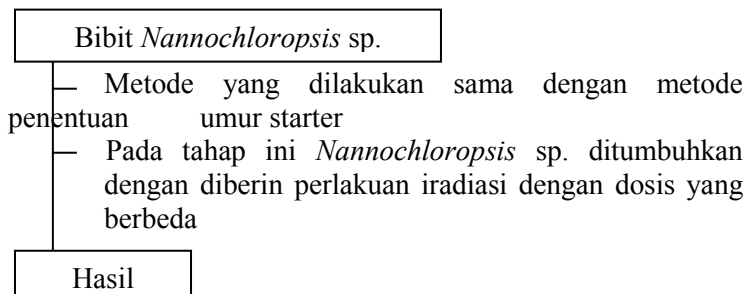 Bibit Nannochloropsis sp.
— Metode yang dilakukan sama dengan metode
penentuan umur starter
— Pada tahap ini Nannochloropsis sp. ditumbuhkan
dengan diberin perlakuan iradiasi dengan dosis yang
berbeda
Hasil